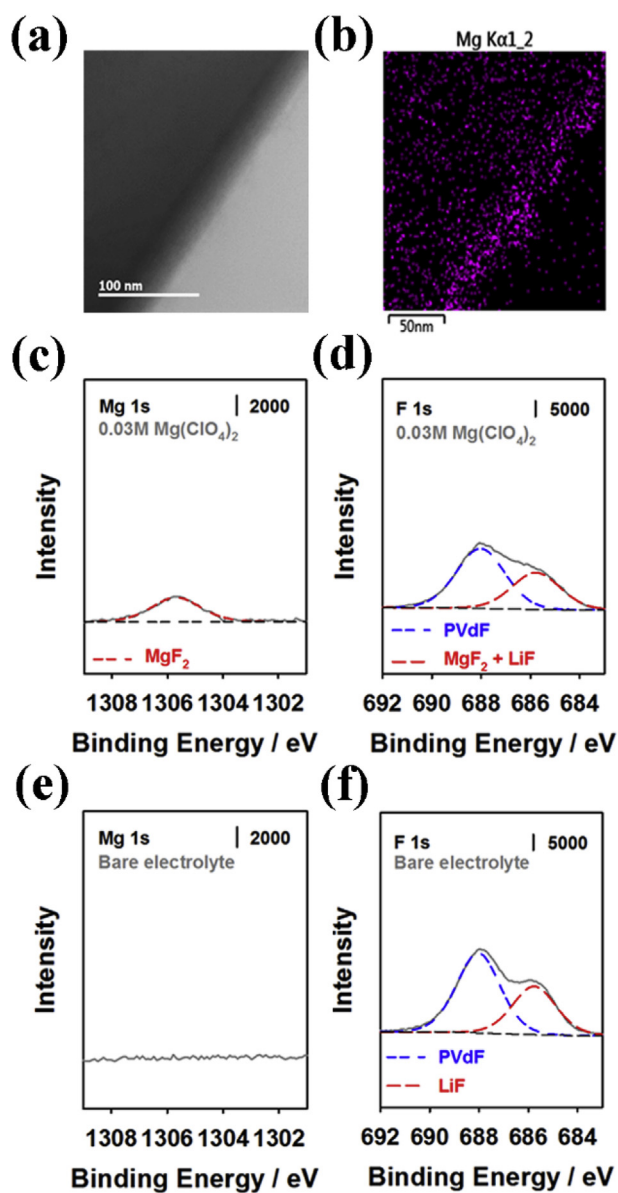 (a)
(b)
Mg Kα1_2
100 nm
50nm
(c)
(d)
Mg 1s | 2000
0.03M Mg(ClO4)2
Intensity
MgF2
1308 1306 1304 1302
Binding Energy / eV
F 1s | 5000
0.03M Mg(ClO4)2
Intensity
PVdF
MgF2 + LiF
692 690 688 686 684
Binding Energy / eV
(e)
(f)
Mg 1s | 2000
Bare electrolyte
Intensity
1308 1306 1304 1302
Binding Energy / eV
F 1s | 5000
Bare electrolyte
Intensity
PVdF
LiF
692 690 688 686 684
Binding Energy / eV